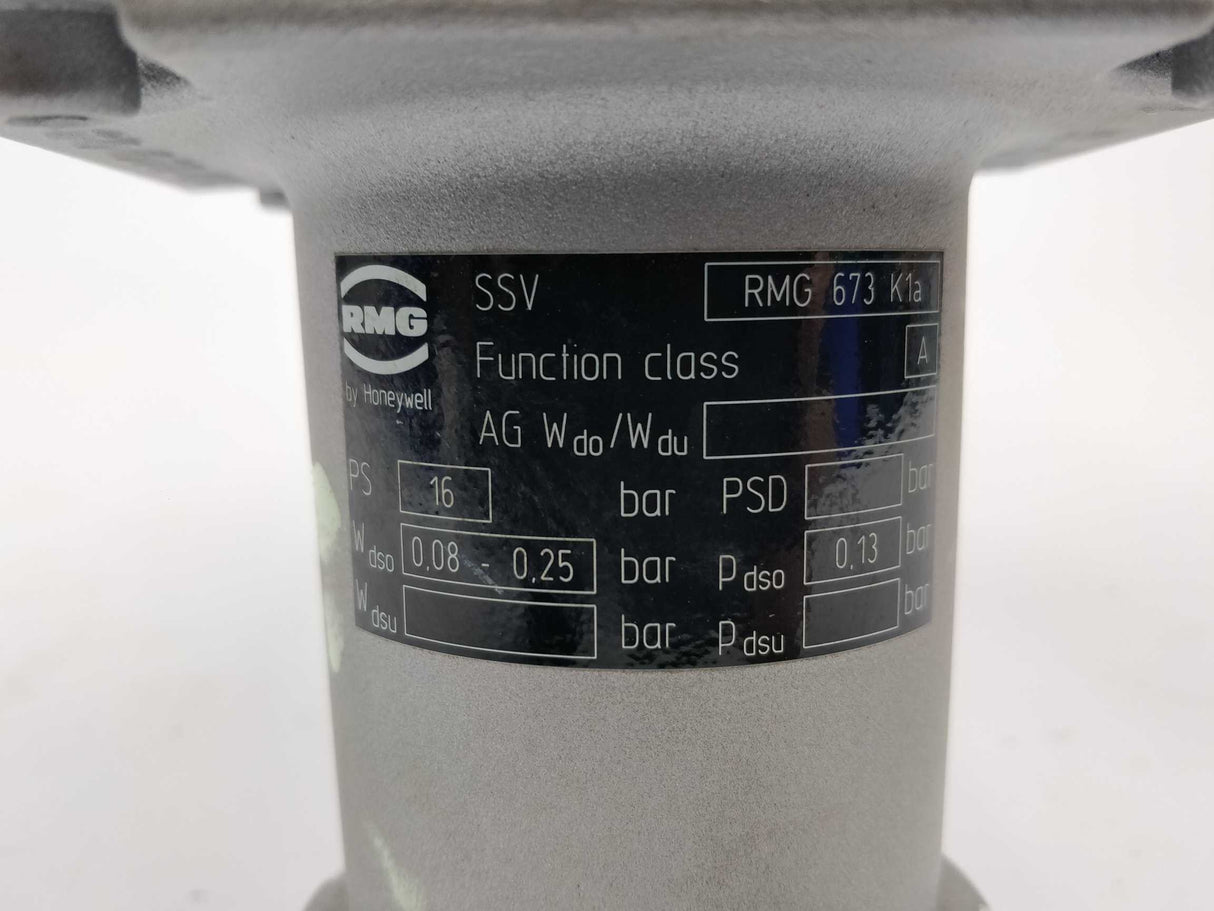 RMG
by Honeywell
SSV RMG 673 K1a
Function class A
AG Wdo/Wdu
PS 16 bar PSD bar
Wdso 0,08 - 0,25 bar pdso 0,13 bar
Wdsu bar pdsu bar